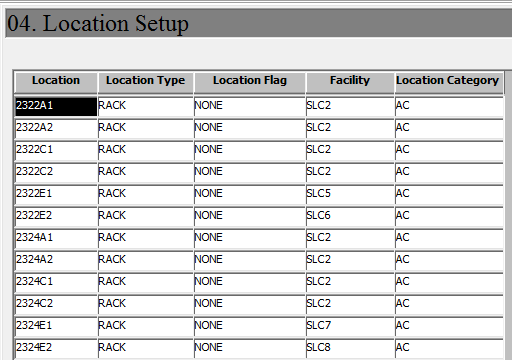 04. Location Setup
Location Location Type Location Flag Facility Location Category
2322A1 RACK NONE SLC2 AC
2322A2 RACK NONE SLC2 AC
2322C1 RACK NONE SLC2 AC
2322C2 RACK NONE SLC2 AC
2322E1 RACK NONE SLC5 AC
2322E2 RACK NONE SLC6 AC
2324A1 RACK NONE SLC2 AC
2324A2 RACK NONE SLC2 AC
2324C1 RACK NONE SLC2 AC
2324C2 RACK NONE SLC2 AC
2324E1 RACK NONE SLC7 AC
2324E2 RACK NONE SLC8 AC